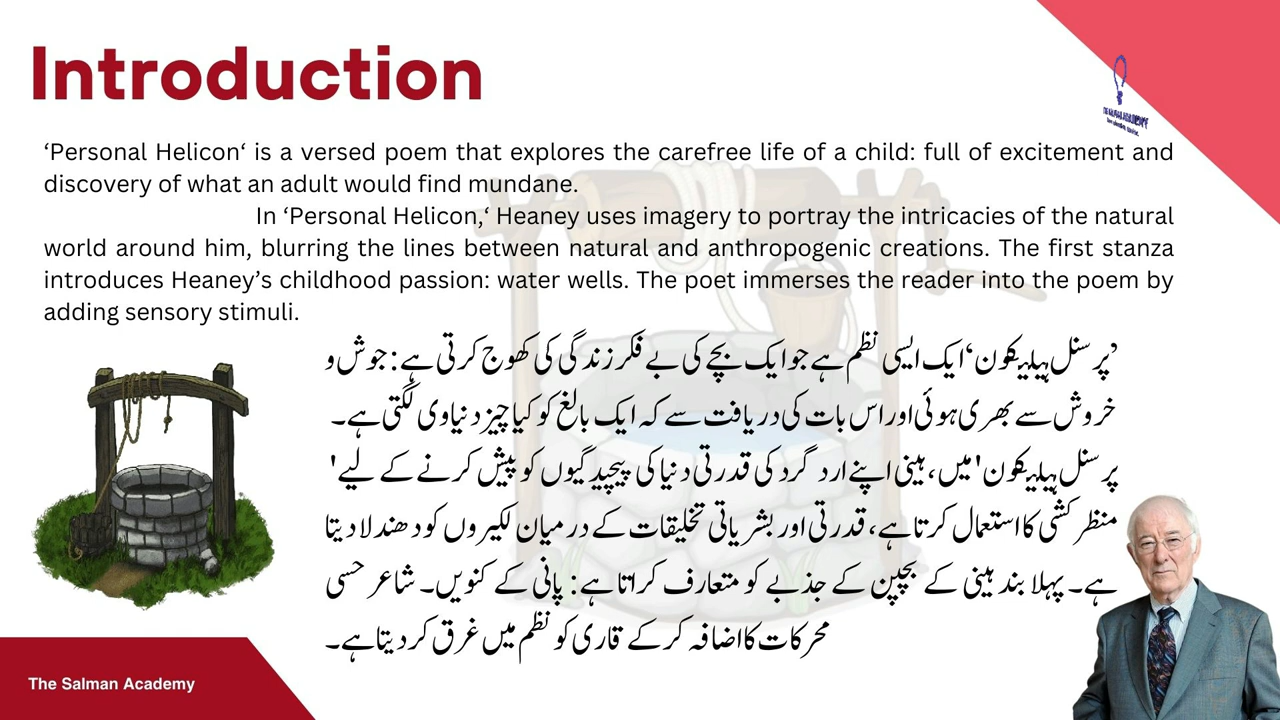 Introduction
‘Personal Helicon‘ is a versed poem that explores the carefree life of a child: full of excitement and
discovery of what an adult would find mundane.
In ‘Personal Helicon,‘ Heaney uses imagery to portray the intricacies of the natural
world around him, blurring the lines between natural and anthropogenic creations. The first stanza
introduces Heaney’s childhood passion: water wells. The poet immerses the reader into the poem by
adding sensory stimuli.
’پرسنل ہیلیکون‘ ایک ایسی نظم ہے جو ایک بچے کی بے فکر زندگی کی کھوج کرتی ہے: جوش و
خروش سے بھری ہوئی اور اس بات کی دریافت سے کہ ایک بالغ کو کیا چیز دنیاوی لگتی ہے۔
پرسنل ہیلیکون' میں، ہینی اپنے ارد گرد کی قدرتی دنیا کی پیچیدگیوں کو پیش کرنے کے لیے '
منظر کشی کا استعمال کرتا ہے، قدرتی اور بشریاتی تخلیقات کے درمیان لکیروں کو دھندلا دیتا
ہے۔ پہلا بند ہینی کے بچپن کے جذبے کو متعارف کراتا ہے: پانی کے کنویں۔ شاعر حسی
محرکات کا اضافہ کرکے قاری کو نظم میں غرق کر دیتا ہے۔
The Salman Academy